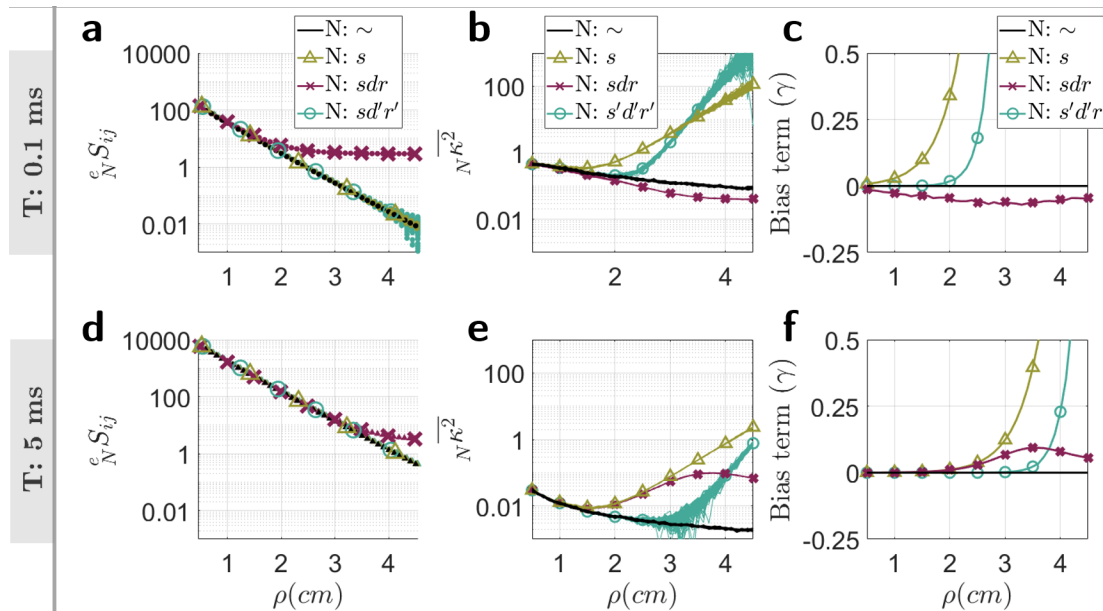 a
N: ∼
N: s
N: sdr
N: sd'r'
b
N: ∼
N: s
N: sdr
N: s'd'r'
c
T: 0.1 ms
10000
100
1
0.01
1 2 3 4
ᵉ_N S_ij
100
1
0.01
2 4
_N κ̄²
0.5
0.25
0
-0.25
1 2 3 4
Bias term (γ)
d
e
f
T: 5 ms
10000
100
1
0.01
1 2 3 4
ρ(cm)
ᵉ_N S_ij
100
1
0.01
2 4
ρ(cm)
_N κ̄²
0.5
0.25
0
-0.25
1 2 3 4
ρ(cm)
Bias term (γ)